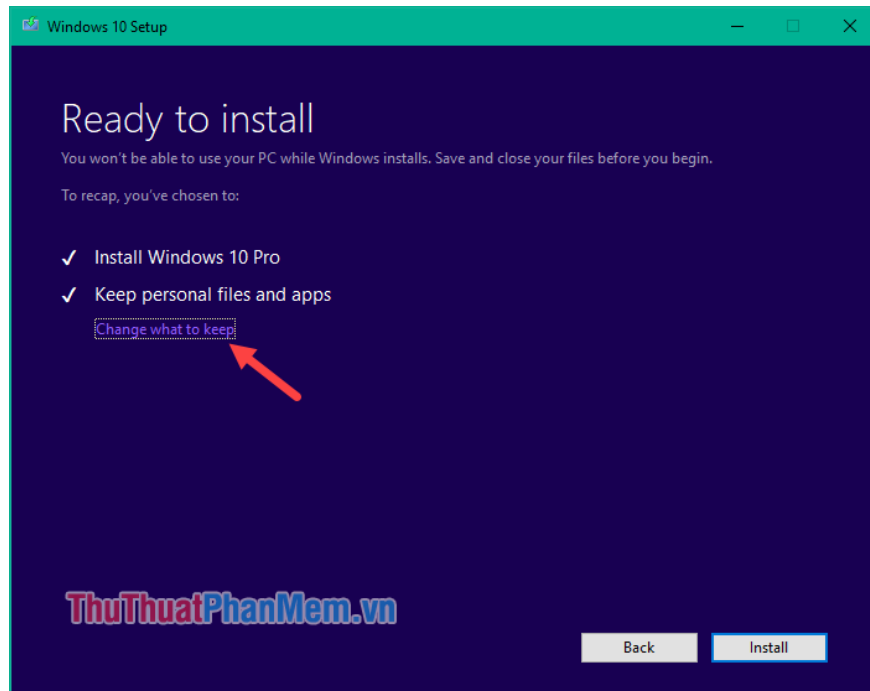 Windows 10 Setup
Ready to install
You won't be able to use your PC while Windows installs. Save and close your files before you begin.
To recap, you've chosen to:
Install Windows 10 Pro
Keep personal files and apps
Change what to keep
ThuThuatPhanMem.vn
Back
Install